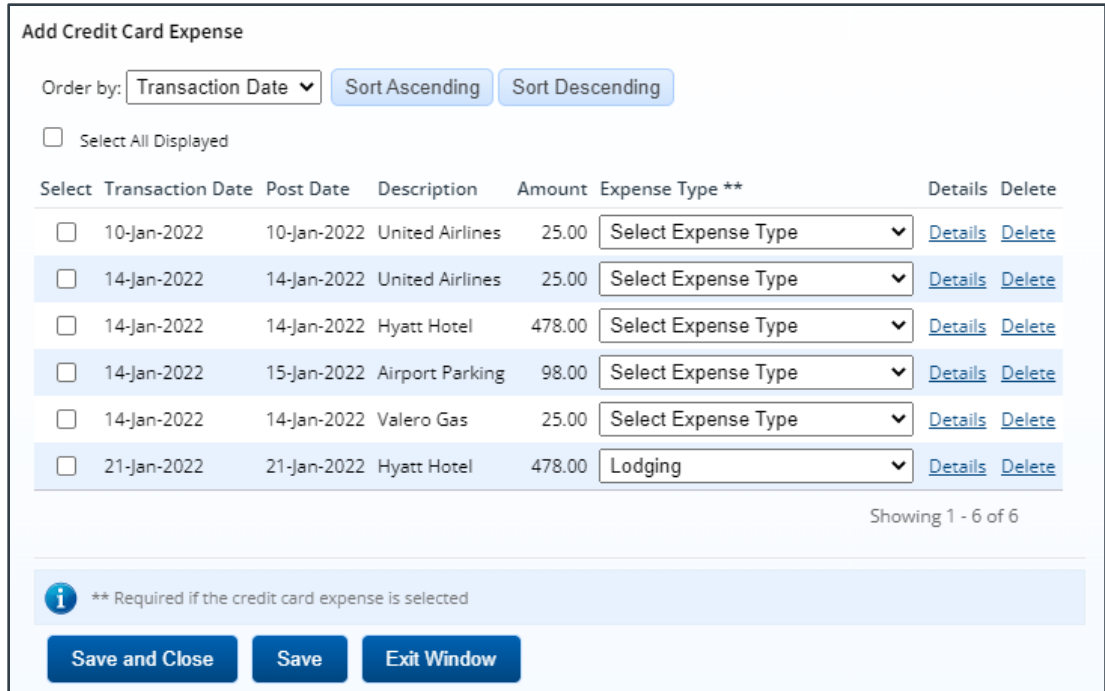 Add Credit Card Expense
Order by: Transaction Date Sort Ascending Sort Descending
Select All Displayed
Select Transaction Date Post Date Description Amount Expense Type ** Details Delete
10-Jan-2022 10-Jan-2022 United Airlines 25.00 Select Expense Type Details Delete
14-Jan-2022 14-Jan-2022 United Airlines 25.00 Select Expense Type Details Delete
14-Jan-2022 14-Jan-2022 Hyatt Hotel 478.00 Select Expense Type Details Delete
14-Jan-2022 15-Jan-2022 Airport Parking 98.00 Select Expense Type Details Delete
14-Jan-2022 14-Jan-2022 Valero Gas 25.00 Select Expense Type Details Delete
21-Jan-2022 21-Jan-2022 Hyatt Hotel 478.00 Lodging Details Delete
Showing 1 - 6 of 6
i ** Required if the credit card expense is selected
Save and Close Save Exit Window